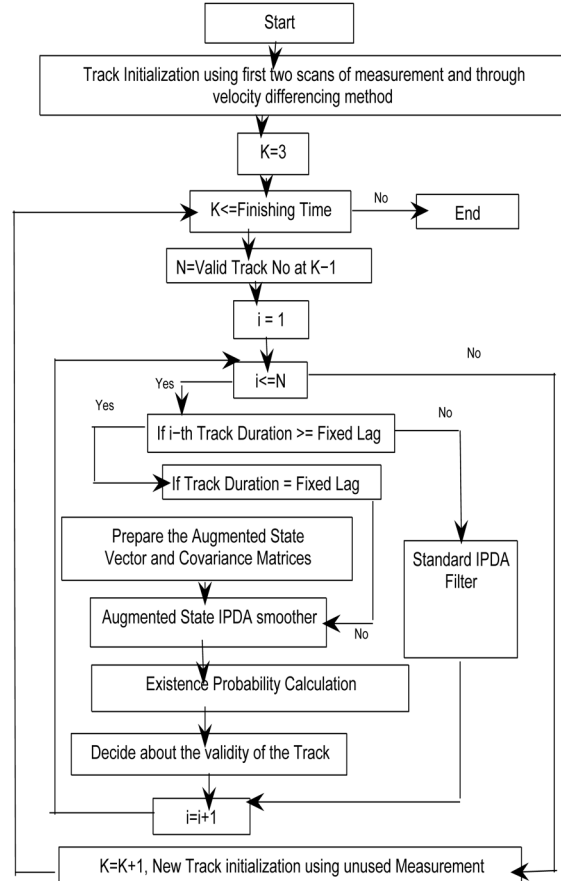 Start
Track Initialization using first two scans of measurement and through
velocity differencing method
K=3
K<=Finishing Time
No
End
N=Valid Track No at K−1
i = 1
No
i<=N
Yes
Yes
No
If i−th Track Duration >= Fixed Lag
If Track Duration = Fixed Lag
Prepare the Augmented State
Vector and Covariance Matrices
Standard IPDA
Filter
Augmented State IPDA smoother
No
Existence Probability Calculation
Decide about the validity of the Track
i=i+1
K=K+1, New Track initialization using unused Measurement